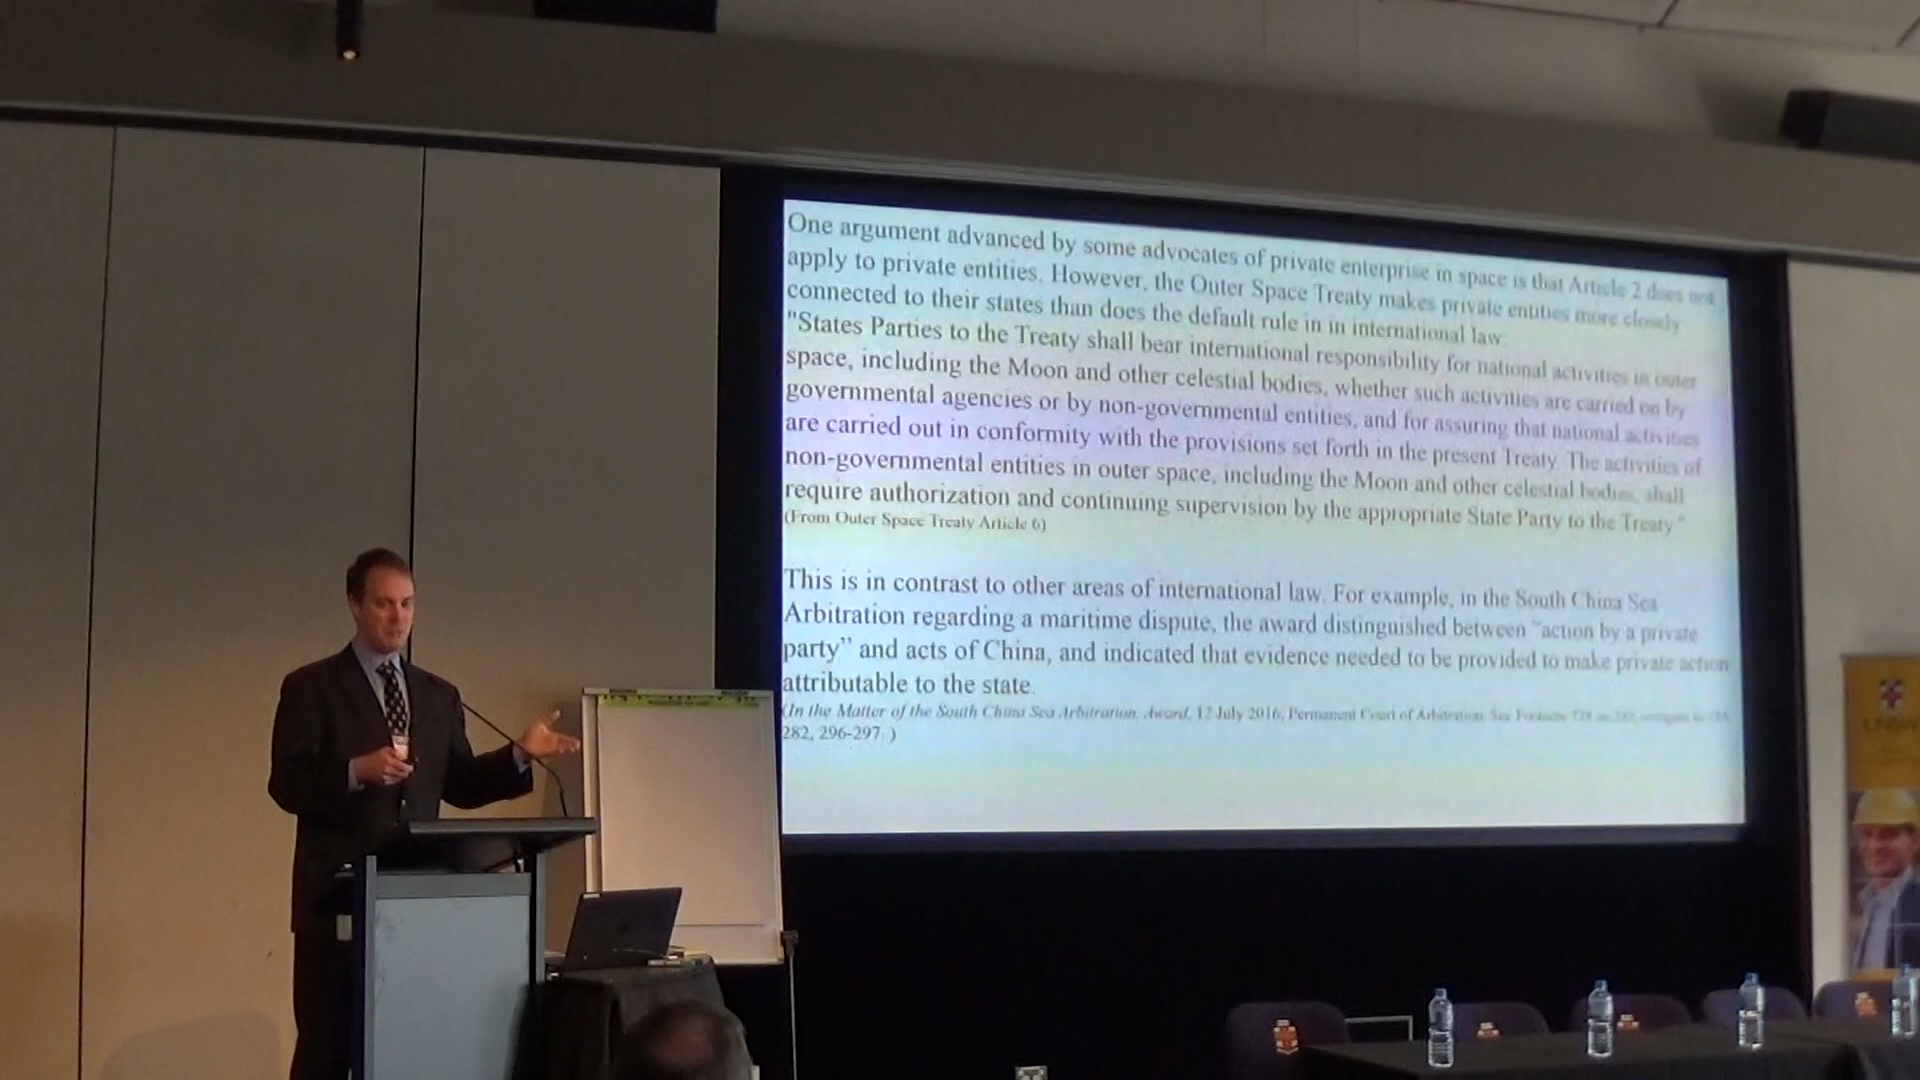 One argument advanced by some advocates of private enterprise in space is that Article 2 does not
apply to private entities. However, the Outer Space Treaty makes private entities more closely
connected to their states than does the default rule in in international law:
"States Parties to the Treaty shall bear international responsibility for national activities in outer
space, including the Moon and other celestial bodies, whether such activities are carried on by
governmental agencies or by non-governmental entities, and for assuring that national activities
are carried out in conformity with the provisions set forth in the present Treaty. The activities of
non-governmental entities in outer space, including the Moon and other celestial bodies, shall
require authorization and continuing supervision by the appropriate State Party to the Treaty."
(From Outer Space Treaty Article 6)
This is in contrast to other areas of international law. For example, in the South China Sea
Arbitration regarding a maritime dispute, the award distinguished between "action by a private
party” and acts of China, and indicated that evidence needed to be provided to make private action
attributable to the state.
(In the Matter of the South China Sea Arbitration, Award, 12 July 2016, Permanent Court of Arbitration. See
282, 296-297. )
UNSW